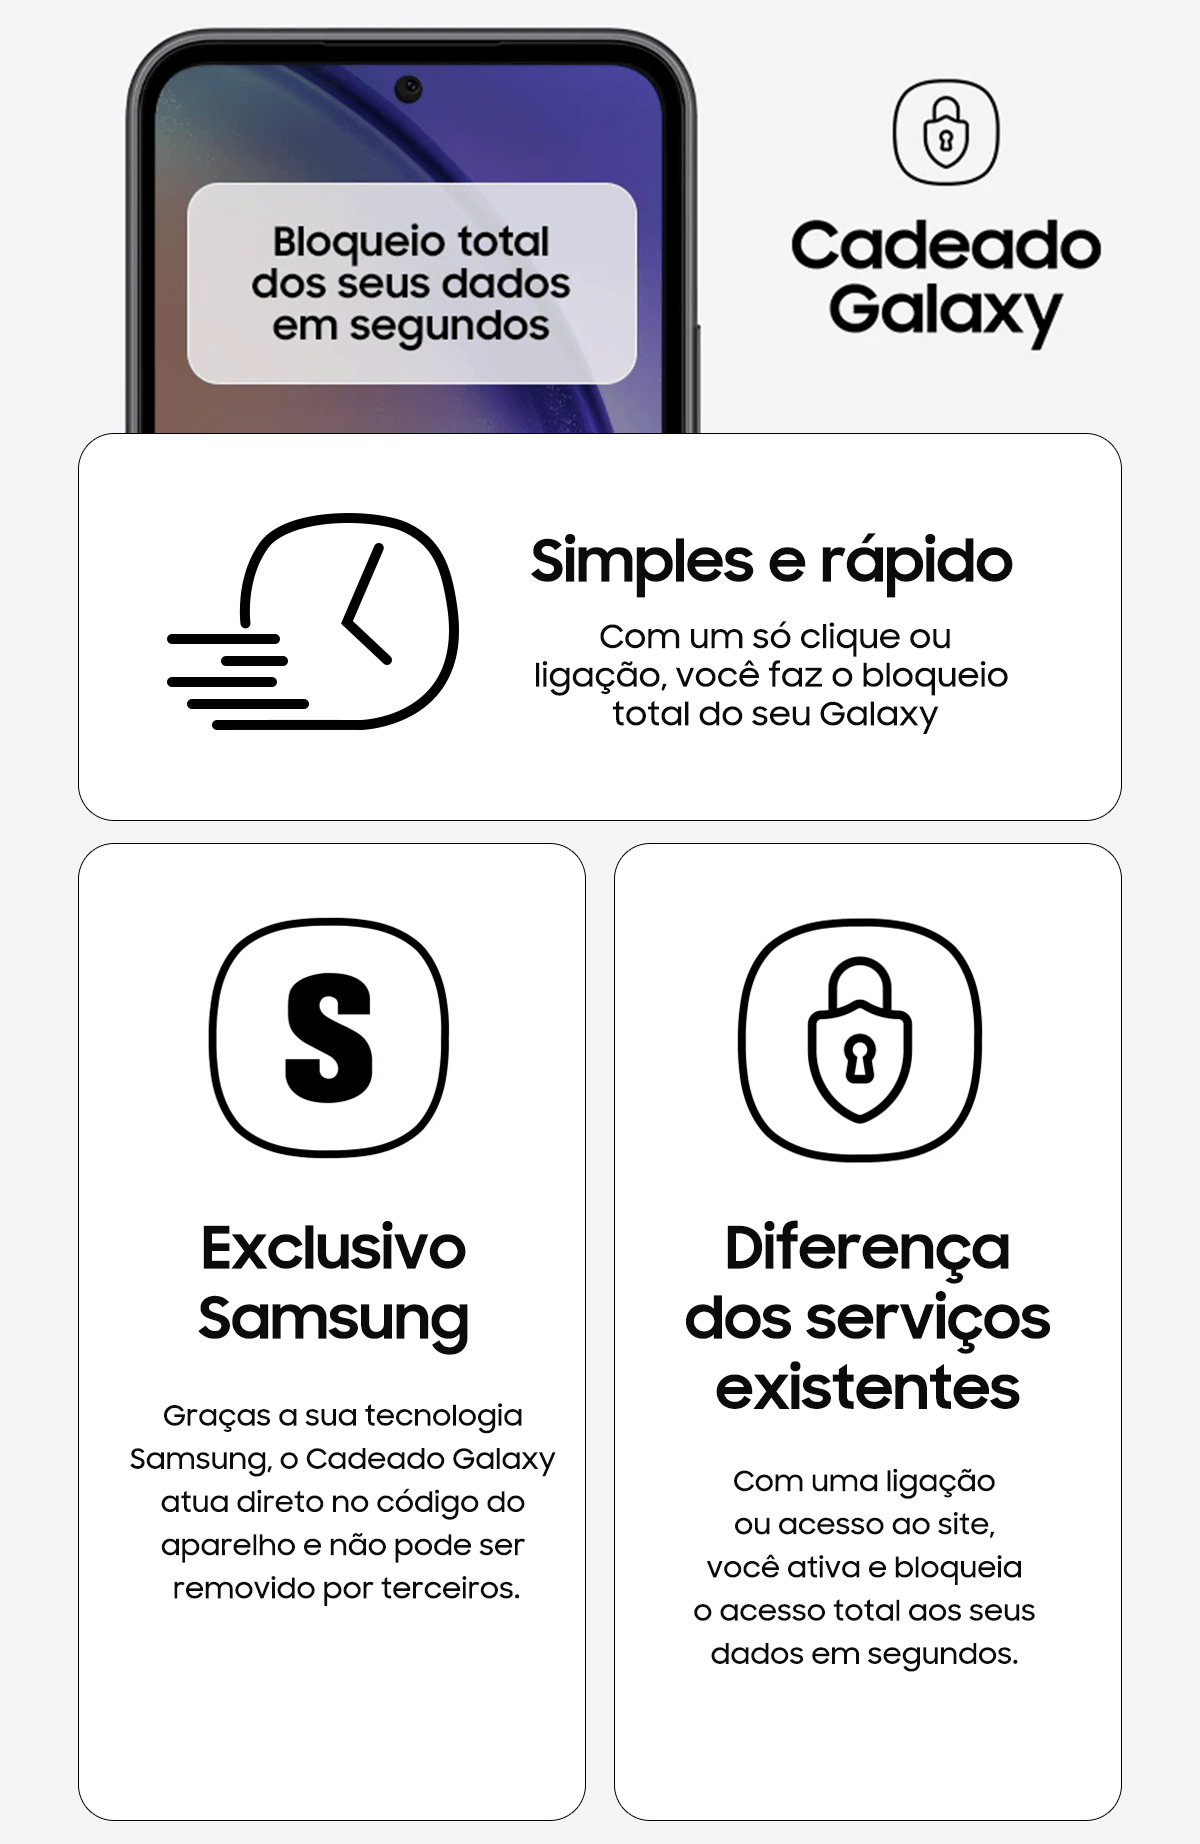 Bloqueio total
dos seus dados
em segundos
Cadeado
Galaxy
Simples e rápido
Com um só clique ou
ligação, você faz o bloqueio
total do seu Galaxy
S
Exclusivo
Samsung
Graças a sua tecnologia
Samsung, o Cadeado Galaxy
atua direto no código do
aparelho e não pode ser
removido por terceiros.
Diferença
dos serviços
existentes
Com uma ligação
ou acesso ao site,
você ativa e bloqueia
o acesso total aos seus
dados em segundos.